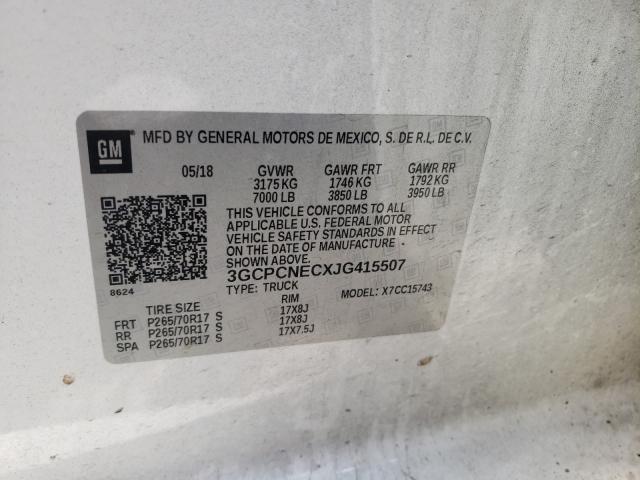 GM
MFD BY GENERAL MOTORS DE MEXICO, S. DE R.L. DE C.V.
05/18 GVWR GAWR FRT GAWR RR
3175 KG 1746 KG 1792 KG
7000 LB 3850 LB 3950 LB
THIS VEHICLE CONFORMS TO ALL
APPLICABLE U.S. FEDERAL MOTOR
VEHICLE SAFETY STANDARDS IN EFFECT
ON THE DATE OF MANUFACTURE
SHOWN ABOVE.
3GCPCNECXJG415507
8624
TYPE: TRUCK MODEL: X7CC15743
TIRE SIZE RIM
FRT P265/70R17 S 17X8J
RR P265/70R17 S 17X8J
SPA P265/70R17 S 17X7.5J